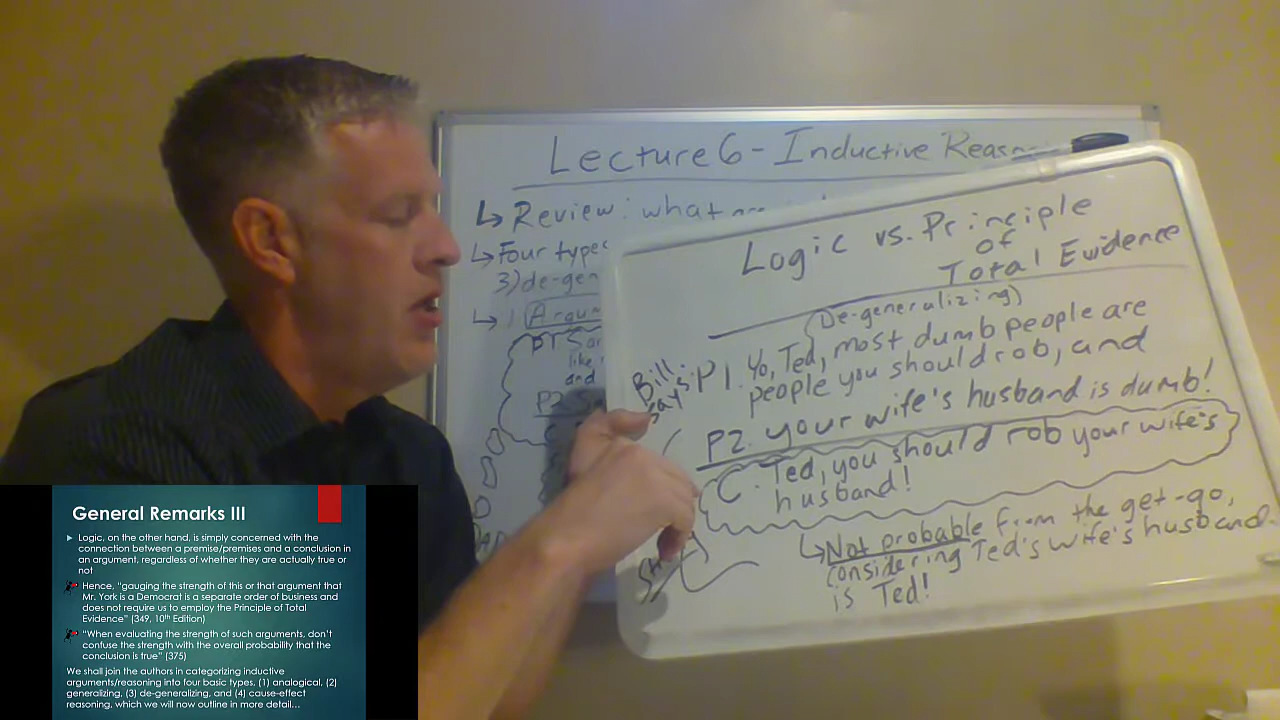 Lecture 6 - Inductive
Review: what
Four types
3) de-gen
Logic vs. Principle
of
Total Evidence
(De-generalizing)
Bill
says:
P1. Yo, Ted, most dumb people are
people you should rob, and
P2. your wife's husband is dumb!
C. Ted, you should rob your wife's
husband!
Not probable from the get-go,
considering Ted's wife's husband
is Ted!
General Remarks III
Logic, on the other hand, is simply concerned with the
connection between a premise/premises and a conclusion in
an argument, regardless of whether they are actually true or
not
Hence, “gauging the strength of this or that argument that
Mr. York is a Democrat is a separate order of business and
does not require us to employ the Principle of Total
Evidence” (349, 10th Edition)
“When evaluating the strength of such arguments, don’t
confuse the strength with the overall probability that the
conclusion is true” (375)
We shall join the authors in categorizing inductive
arguments/reasoning into four basic types, (1) analogical, (2)
generalizing, (3) de-generalizing, and (4) cause-effect
reasoning, which we will now outline in more detail…